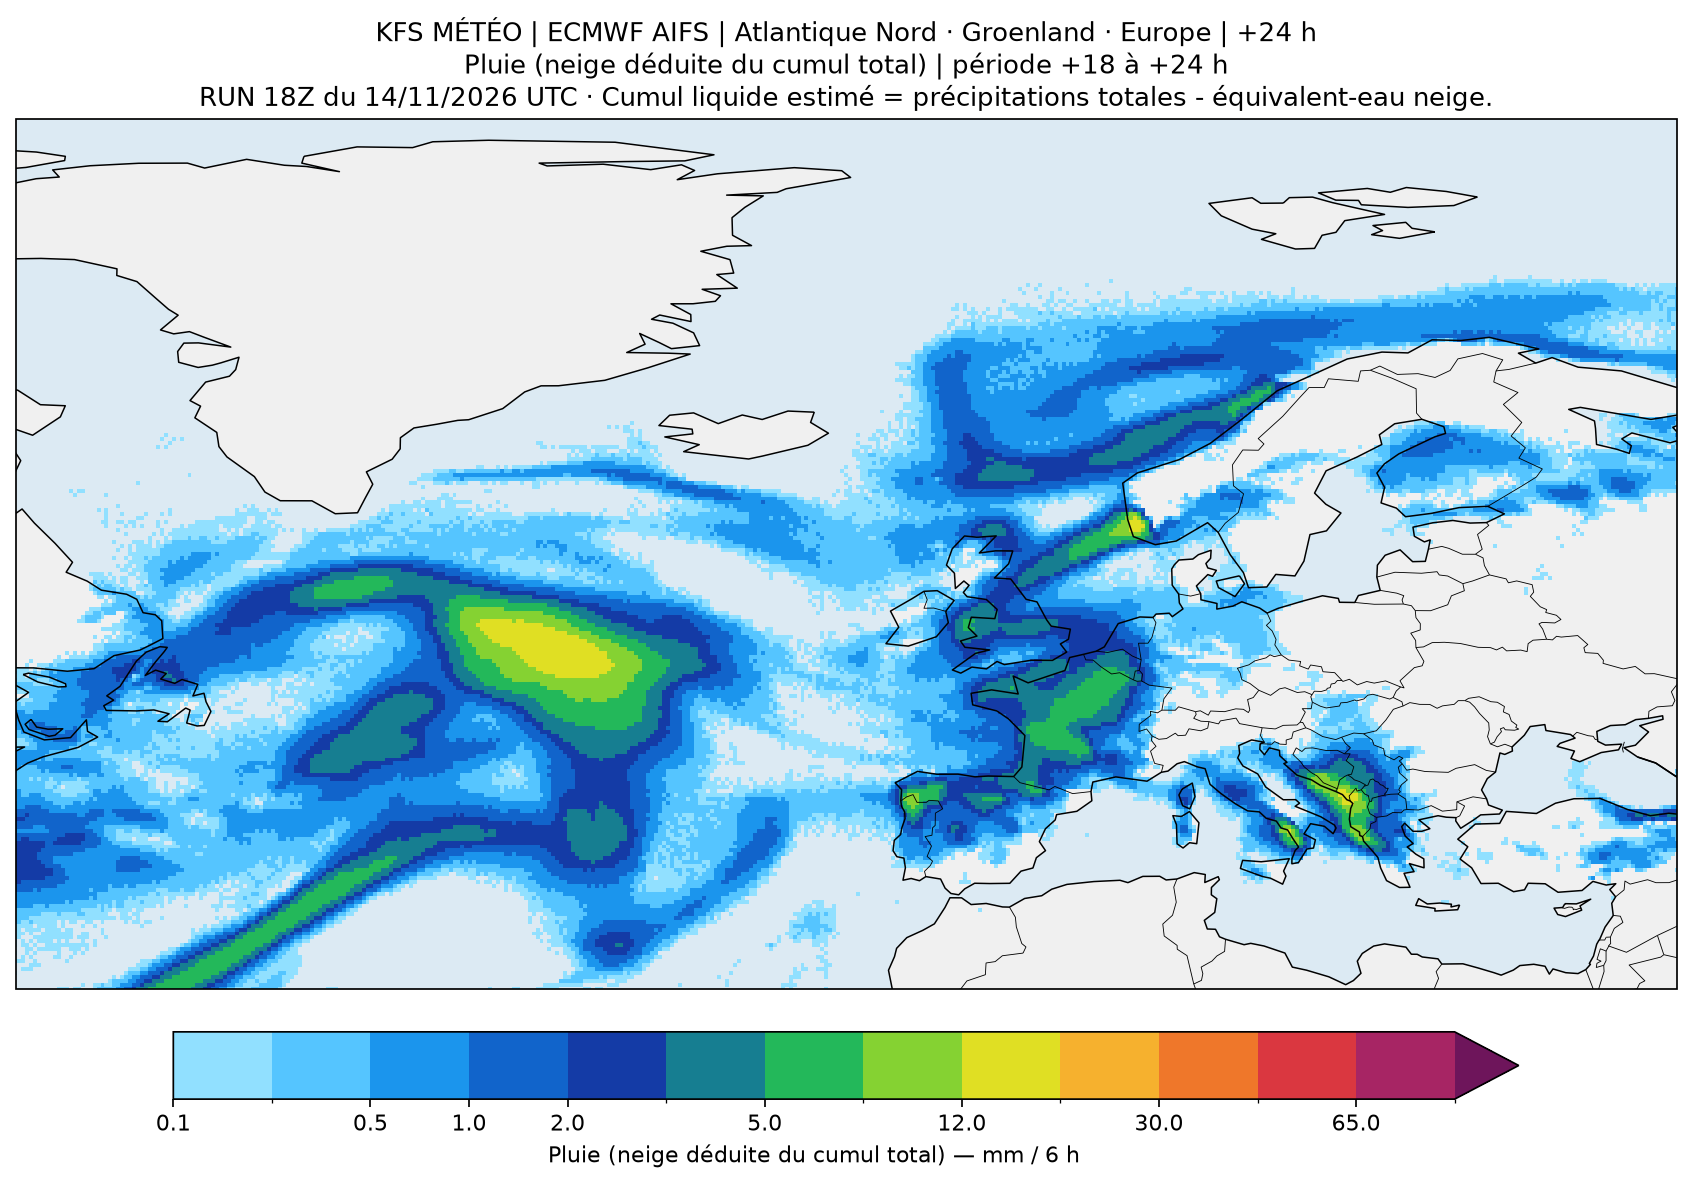 KFS MÉTÉO | ECMWF AIFS | Atlantique Nord · Groenland · Europe | +24 h
Pluie (neige déduite du cumul total) | période +18 à +24 h
RUN 18Z du 14/11/2026 UTC · Cumul liquide estimé = précipitations totales - équivalent-eau neige.
0.1 0.5 1.0 2.0 5.0 12.0 30.0 65.0
Pluie (neige déduite du cumul total) — mm / 6 h